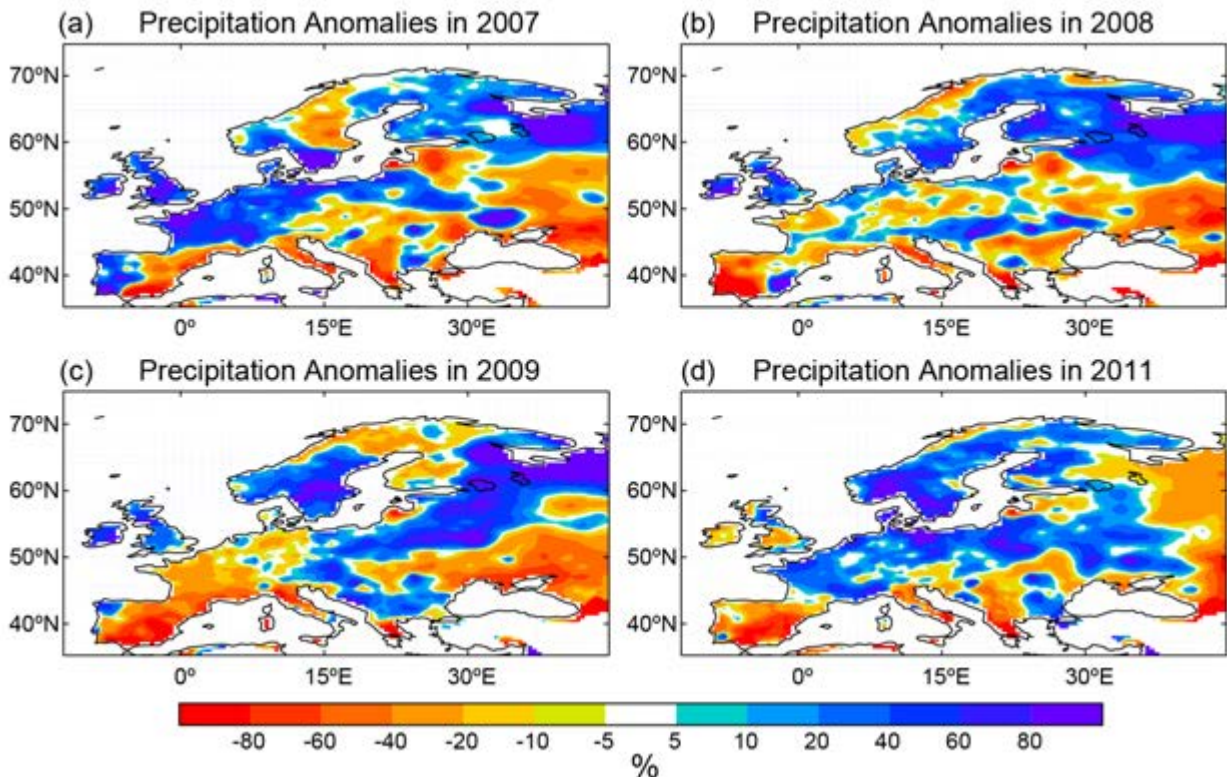 (a) Precipitation Anomalies in 2007
(b) Precipitation Anomalies in 2008
70ºN
60ºN
50ºN
40ºN
70ºN
60ºN
50ºN
40ºN
0º 15ºE 30ºE
0º 15ºE 30ºE
(c) Precipitation Anomalies in 2009
(d) Precipitation Anomalies in 2011
70ºN
60ºN
50ºN
40ºN
70ºN
60ºN
50ºN
40ºN
0º 15ºE 30ºE
0º 15ºE 30ºE
-80 -60 -40 -20 -10 -5 5 10 20 40 60 80
%